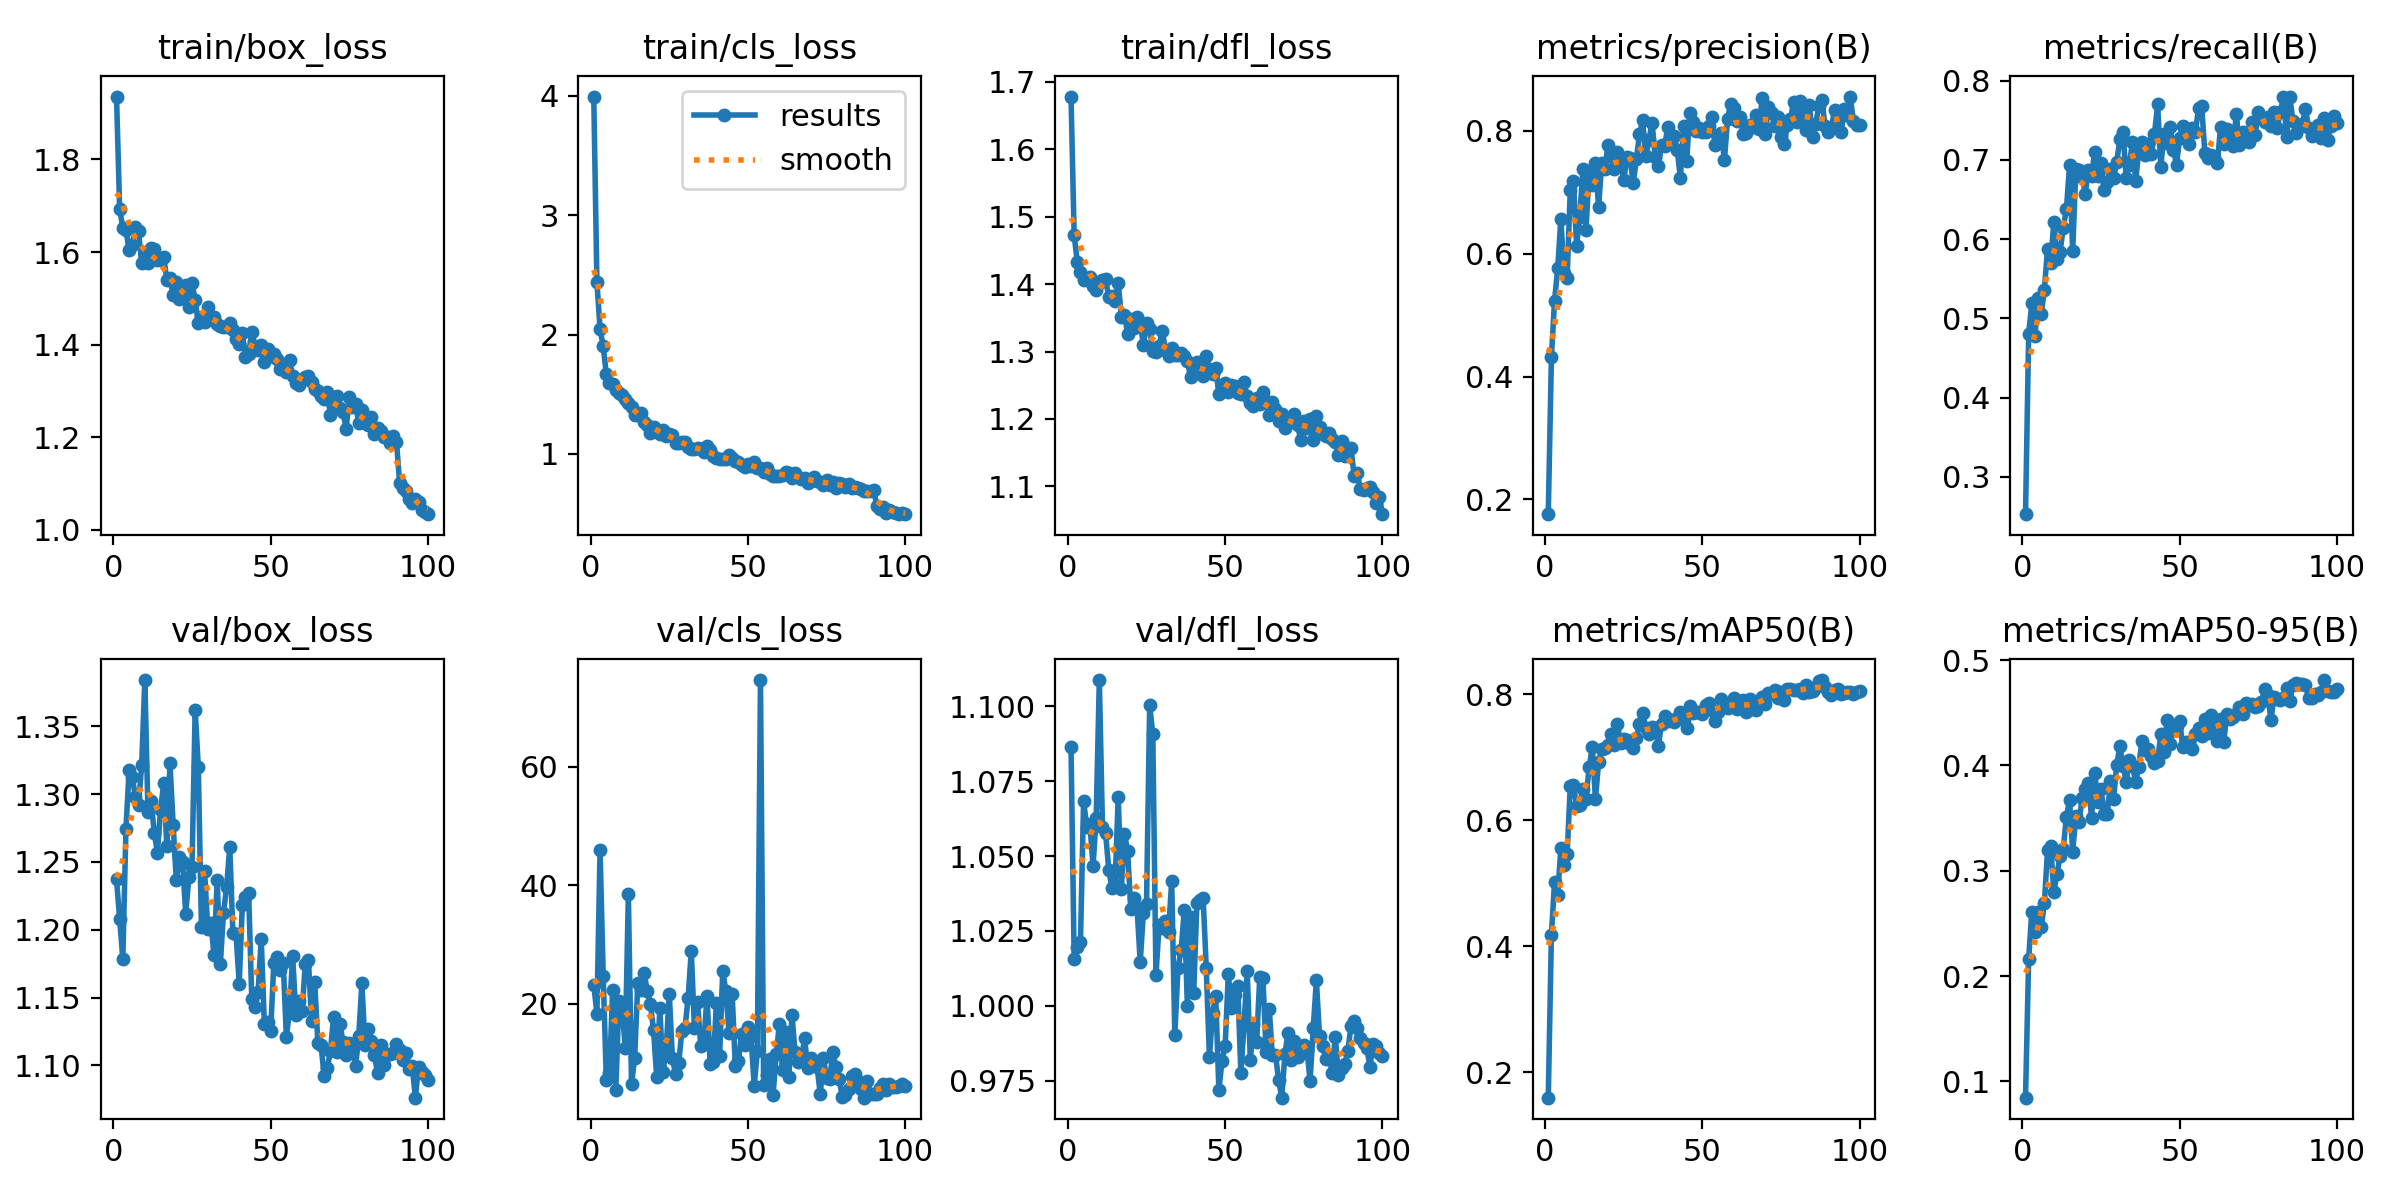 train/box_loss
1.8
1.6
1.4
1.2
1.0
0 50 100
train/cls_loss
results
smooth
4
3
2
1
0 50 100
train/dfl_loss
1.7
1.6
1.5
1.4
1.3
1.2
1.1
0 50 100
metrics/precision(B)
0.8
0.6
0.4
0.2
0 50 100
metrics/recall(B)
0.8
0.7
0.6
0.5
0.4
0.3
0 50 100
val/box_loss
1.35
1.30
1.25
1.20
1.15
1.10
0 50 100
val/cls_loss
60
40
20
0 50 100
val/dfl_loss
1.100
1.075
1.050
1.025
1.000
0.975
0 50 100
metrics/mAP50(B)
0.8
0.6
0.4
0.2
0 50 100
metrics/mAP50-95(B)
0.5
0.4
0.3
0.2
0.1
0 50 100